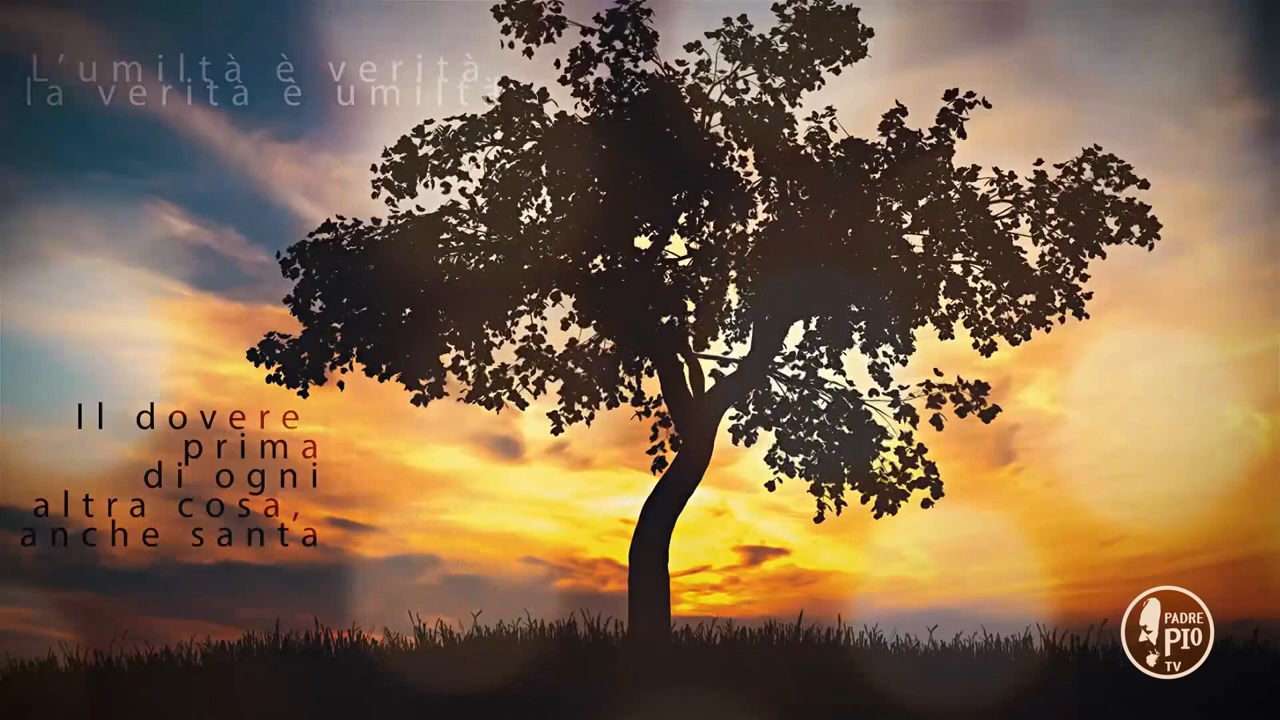 L'umiltà è verità,
la verità è umiltà
Il dovere
prima
di ogni
altra cosa,
anche santa
PADRE
PIO
TV